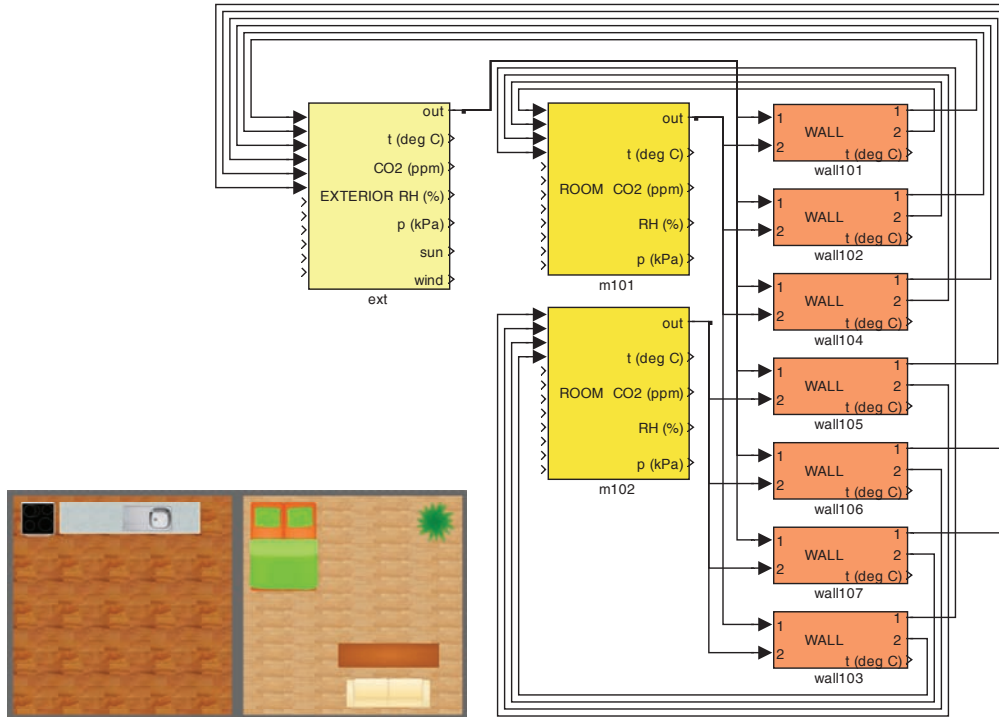 out
t (deg C)
CO2 (ppm)
EXTERIOR RH (%)
p (kPa)
sun
wind
ext
out
t (deg C)
ROOM CO2 (ppm)
RH (%)
p (kPa)
m101
out
t (deg C)
ROOM CO2 (ppm)
RH (%)
p (kPa)
m102
1 WALL 1
2 2
t (deg C)
wall101
1 WALL 1
2 2
t (deg C)
wall102
1 WALL 1
2 2
t (deg C)
wall104
1 WALL 1
2 2
t (deg C)
wall105
1 WALL 1
2 2
t (deg C)
wall106
1 WALL 1
2 2
t (deg C)
wall107
1 WALL 1
2 2
t (deg C)
wall103